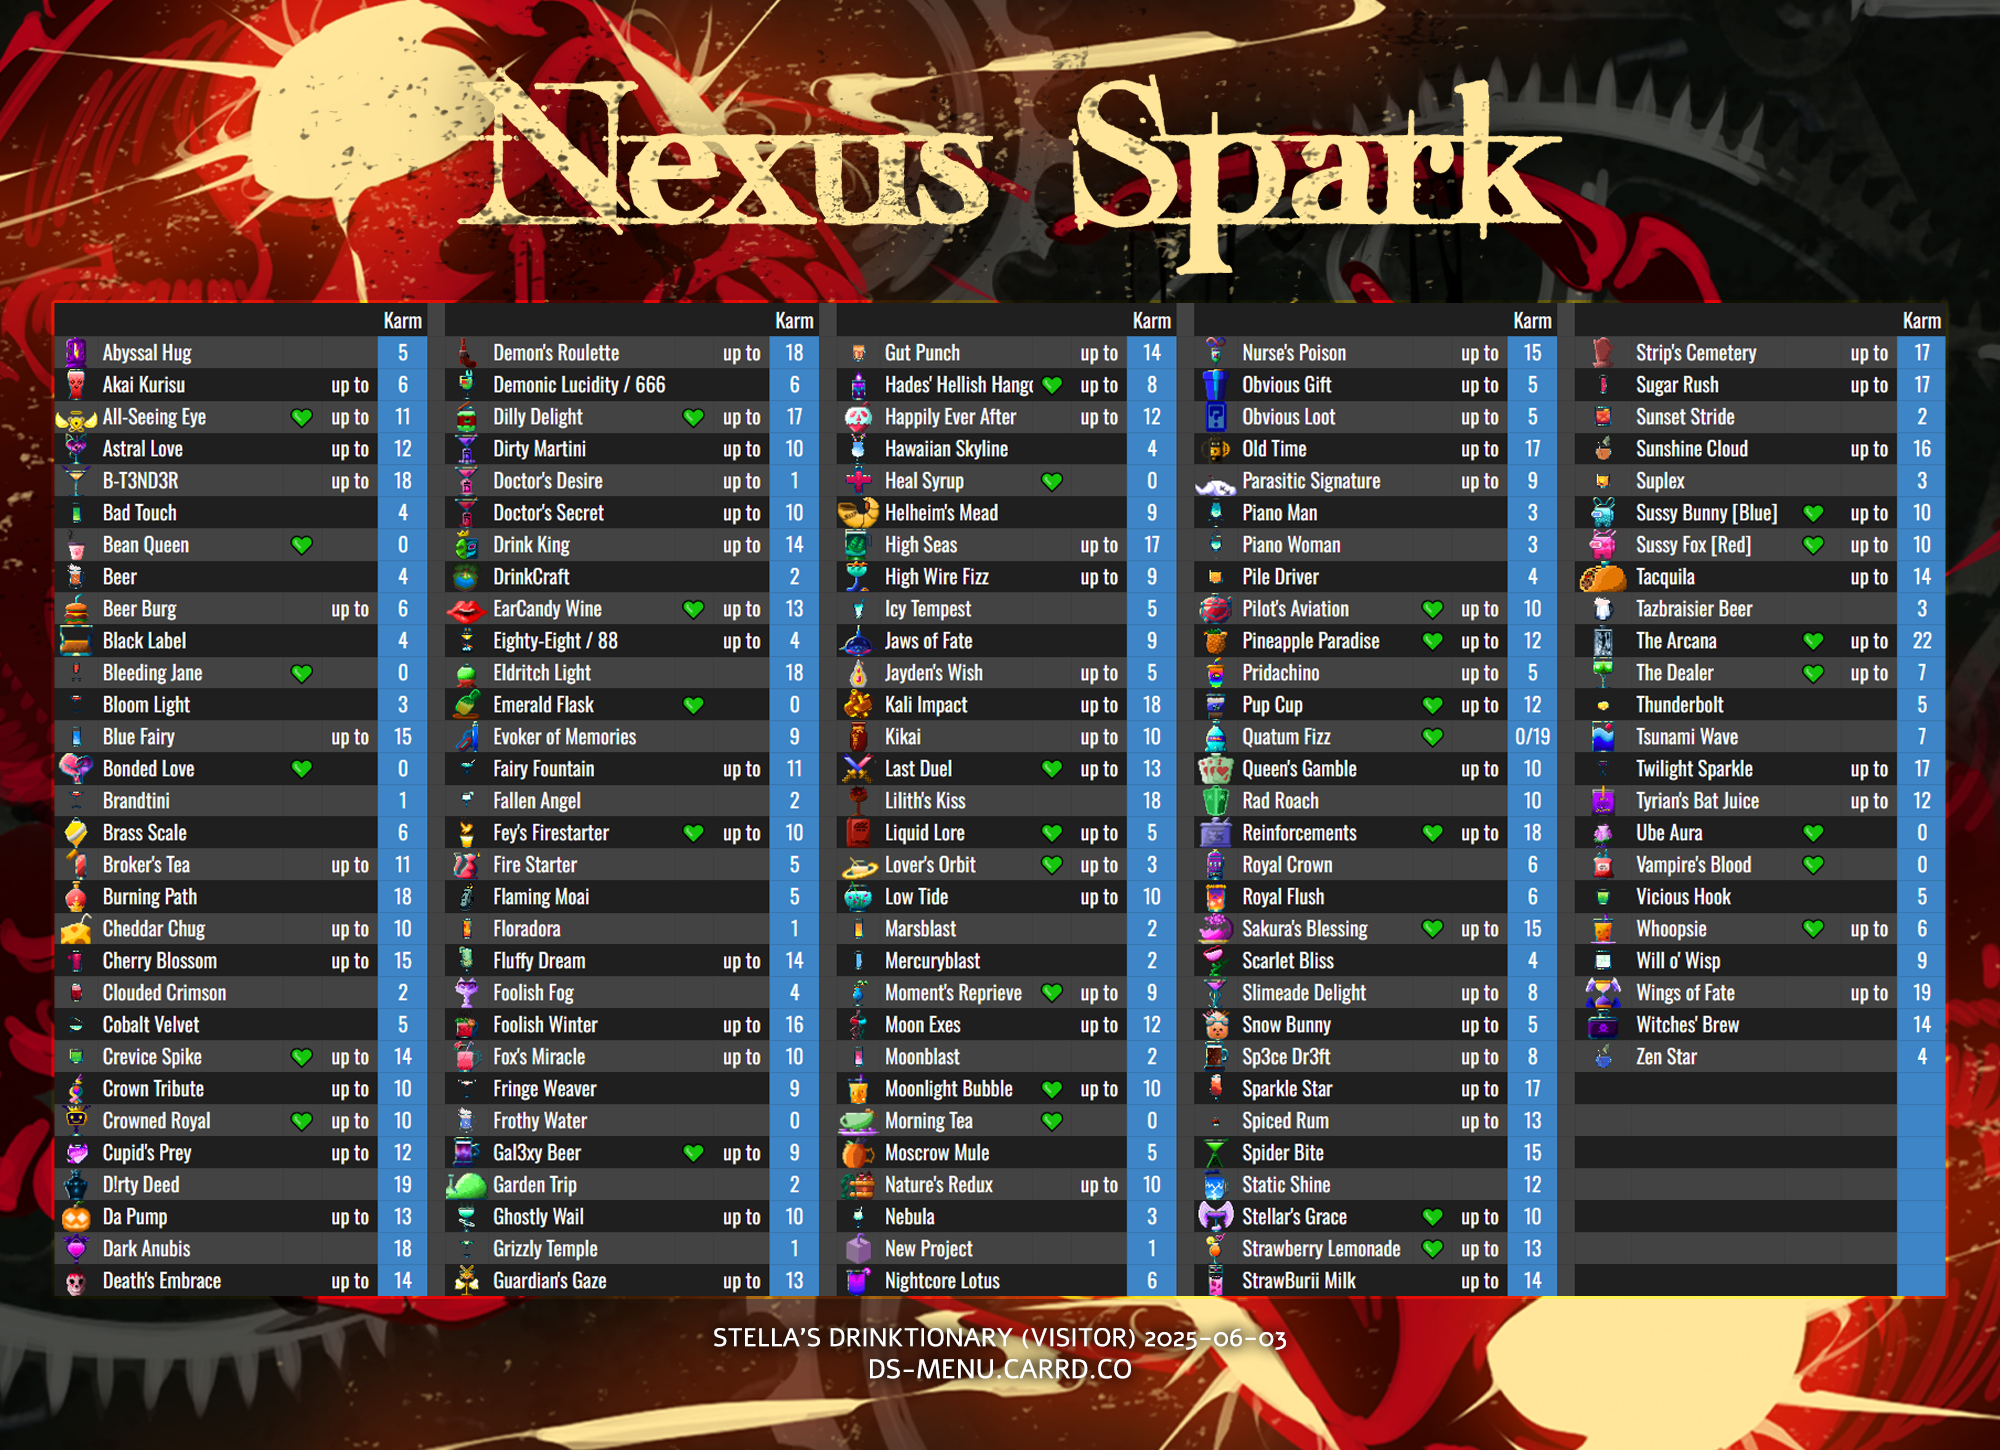 Nexus Spark
Karm
Abyssal Hug 5
Akai Kurisu up to 6
All-Seeing Eye up to 11
Astral Love up to 12
B-T3ND3R up to 18
Bad Touch 4
Bean Queen 0
Beer 4
Beer Burg up to 6
Black Label 4
Bleeding Jane 0
Bloom Light 3
Blue Fairy up to 15
Bonded Love 0
Brandtini 1
Brass Scale 6
Broker's Tea up to 11
Burning Path 18
Cheddar Chug up to 10
Cherry Blossom up to 15
Clouded Crimson 2
Cobalt Velvet 5
Crevice Spike up to 14
Crown Tribute up to 10
Crowned Royal up to 10
Cupid's Prey up to 12
D!rty Deed 19
Da Pump up to 13
Dark Anubis 18
Death's Embrace up to 14
Karm
Demon's Roulette up to 18
Demonic Lucidity / 666 6
Dilly Delight up to 17
Dirty Martini up to 10
Doctor's Desire up to 1
Doctor's Secret up to 10
Drink King up to 14
DrinkCraft 2
EarCandy Wine up to 13
Eighty-Eight / 88 up to 4
Eldritch Light 18
Emerald Flask 0
Evoker of Memories 9
Fairy Fountain up to 11
Fallen Angel 2
Fey's Firestarter up to 10
Fire Starter 5
Flaming Moai 5
Floradora 1
Fluffy Dream up to 14
Foolish Fog 4
Foolish Winter up to 16
Fox's Miracle up to 10
Fringe Weaver 9
Frothy Water 0
Gal3xy Beer up to 9
Garden Trip 2
Ghostly Wail up to 10
Grizzly Temple 1
Guardian's Gaze up to 13
Karm
Gut Punch up to 14
Hades' Hellish Hango up to 8
Happily Ever After up to 12
Hawaiian Skyline 4
Heal Syrup 0
Helheim's Mead 9
High Seas up to 17
High Wire Fizz up to 9
Icy Tempest 5
Jaws of Fate 9
Jayden's Wish up to 5
Kali Impact up to 18
Kikai up to 10
Last Duel up to 13
Lilith's Kiss 18
Liquid Lore up to 5
Lover's Orbit up to 3
Low Tide up to 10
Marsblast 2
Mercuryblast 2
Moment's Reprieve up to 9
Moon Exes up to 12
Moonblast 2
Moonlight Bubble up to 10
Morning Tea 0
Moscrow Mule 5
Nature's Redux up to 10
Nebula 3
New Project 1
Nightcore Lotus 6
Karm
Nurse's Poison up to 15
Obvious Gift up to 5
Obvious Loot up to 5
Old Time up to 17
Parasitic Signature up to 9
Piano Man 3
Piano Woman 3
Pile Driver 4
Pilot's Aviation up to 10
Pineapple Paradise up to 12
Pridachino up to 5
Pup Cup up to 12
Quatum Fizz 0/19
Queen's Gamble up to 10
Rad Roach 10
Reinforcements up to 18
Royal Crown 6
Royal Flush 6
Sakura's Blessing up to 15
Scarlet Bliss 4
Slimeade Delight up to 8
Snow Bunny up to 5
Sp3ce Dr3ft up to 8
Sparkle Star up to 17
Spiced Rum up to 13
Spider Bite 15
Static Shine 12
Stellar's Grace up to 10
Strawberry Lemonade up to 13
StrawBurii Milk up to 14
Karm
Strip's Cemetery up to 17
Sugar Rush up to 17
Sunset Stride 2
Sunshine Cloud up to 16
Suplex 3
Sussy Bunny [Blue] up to 10
Sussy Fox [Red] up to 10
Tacquila up to 14
Tazbraisier Beer 3
The Arcana up to 22
The Dealer up to 7
Thunderbolt 5
Tsunami Wave 7
Twilight Sparkle up to 17
Tyrian's Bat Juice up to 12
Ube Aura 0
Vampire's Blood 0
Vicious Hook 5
Whoopsie up to 6
Will o' Wisp 9
Wings of Fate up to 19
Witches' Brew 14
Zen Star 4
STELLA'S DRINKTIONARY (VISITOR) 2025-06-03
DS-MENU.CARRD.CO